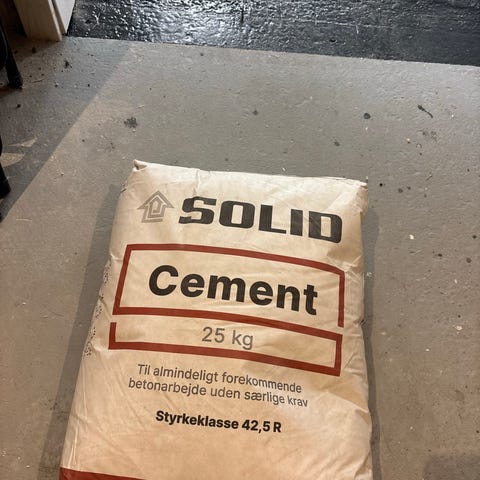 SOLID
Cement
25 kg
Til almindeligt forekommende
betonarbejde uden særlige krav
Styrkeklasse 42,5 R